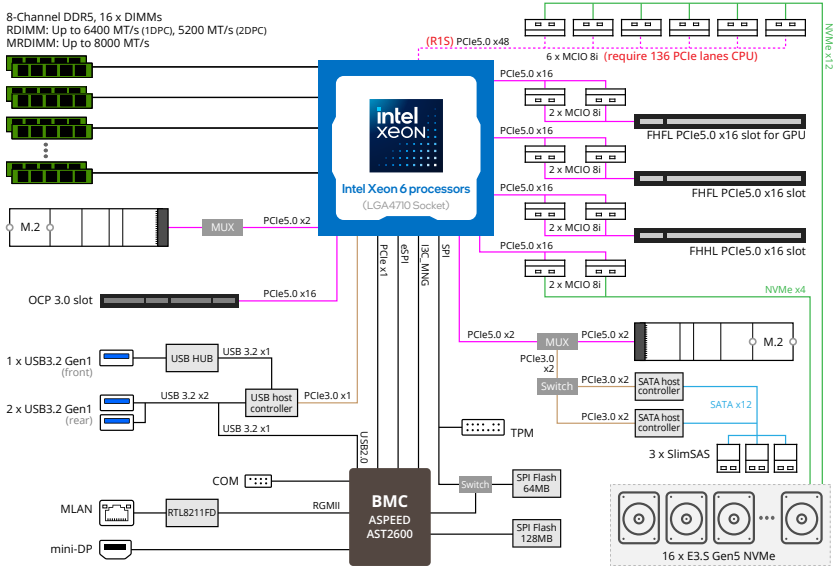 8-Channel DDR5, 16 x DIMMs
RDIMM: Up to 6400 MT/s (1DPC), 5200 MT/s (2DPC)
MRDIMM: Up to 8000 MT/s
(R1S) PCIe5.0 x48
6 x MCIO 8i (require 136 PCIe lanes CPU)
NVMe x12
intel
XEON
Intel Xeon 6 processors
(LGA4710 Socket)
PCIe5.0 x16
2 x MCIO 8i
FHFL PCIe5.0 x16 slot for GPU
PCIe5.0 x16
2 x MCIO 8i
FHFL PCIe5.0 x16 slot
PCIe5.0 x16
2 x MCIO 8i
FHHL PCIe5.0 x16 slot
PCIe5.0 x16
2 x MCIO 8i
NVMe x4
M.2
MUX
PCIe5.0 x2
OCP 3.0 slot
PCIe5.0 x16
PCIe x1
eSPI
I3C_MNG
SPI
PCIe5.0 x2
MUX
PCIe5.0 x2
M.2
PCIe3.0
x2
Switch
PCIe3.0 x2
SATA host
controller
PCIe3.0 x2
SATA host
controller
SATA x12
3 x SlimSAS
1 x USB3.2 Gen1
(front)
USB HUB
USB 3.2 x1
2 x USB3.2 Gen1
(rear)
USB 3.2 x2
USB host
controller
PCIe3.0 x1
USB 3.2 x1
USB2.0
TPM
COM
MLAN
RTL8211FD
RGMII
mini-DP
BMC
ASPEED
AST2600
Switch
SPI Flash
64MB
SPI Flash
128MB
16 x E3.S Gen5 NVMe